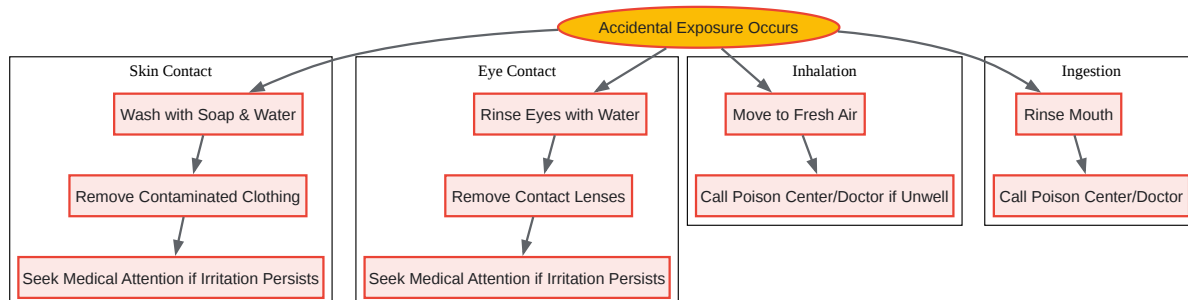 Accidental Exposure Occurs
Skin Contact
Wash with Soap & Water
Remove Contaminated Clothing
Seek Medical Attention if Irritation Persists
Eye Contact
Rinse Eyes with Water
Remove Contact Lenses
Seek Medical Attention if Irritation Persists
Inhalation
Move to Fresh Air
Call Poison Center/Doctor if Unwell
Ingestion
Rinse Mouth
Call Poison Center/Doctor